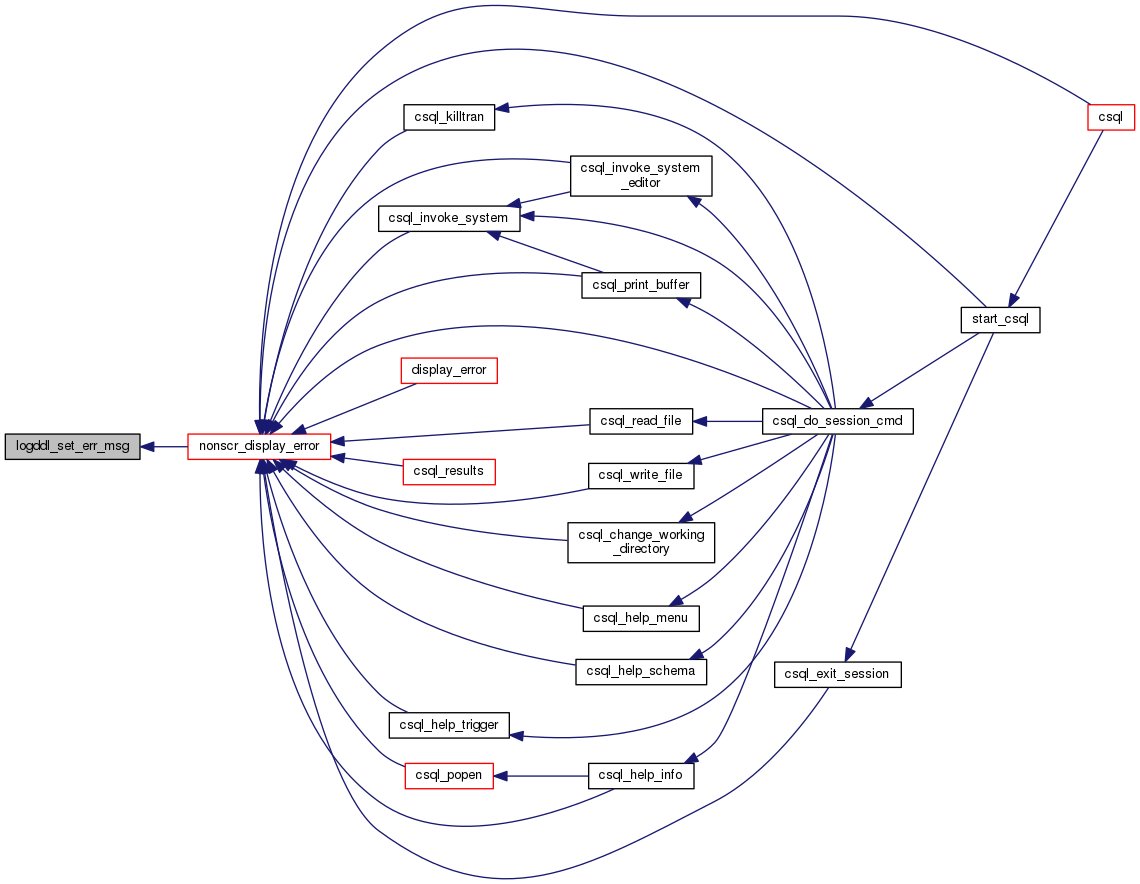 csql
csql_killtran
csql_invoke_system
_editor
csql_invoke_system
csql_print_buffer
start_csql
display_error
csql_read_file
csql_do_session_cmd
logddl_set_err_msg
nonscr_display_error
csql_results
csql_write_file
csql_change_working
_directory
csql_help_menu
csql_help_schema
csql_exit_session
csql_help_trigger
csql_popen
csql_help_info